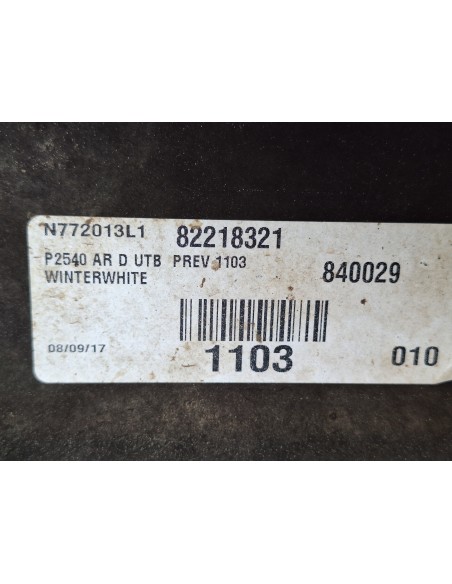 N772013L1 82218321
P2540 AR D UTB PREV 1103
WINTERWHITE 840029
08/09/17 1103 010